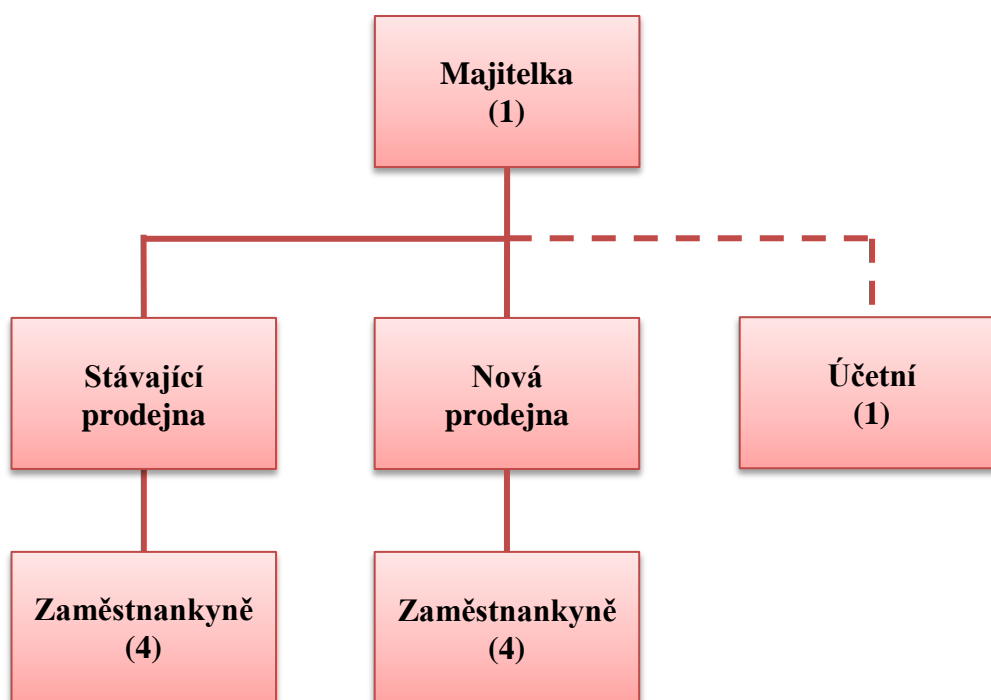 Majitelka
(1)
Stávající
prodejna
Nová
prodejna
Účetní
(1)
Zaměstnankyně
(4)
Zaměstnankyně
(4)